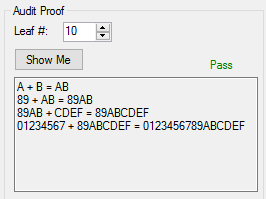 Audit Proof
Leaf #: 10
Show Me
Pass
A + B = AB
89 + AB = 89AB
89AB + CDEF = 89ABCDEF
01234567 + 89ABCDEF = 0123456789ABCDEF